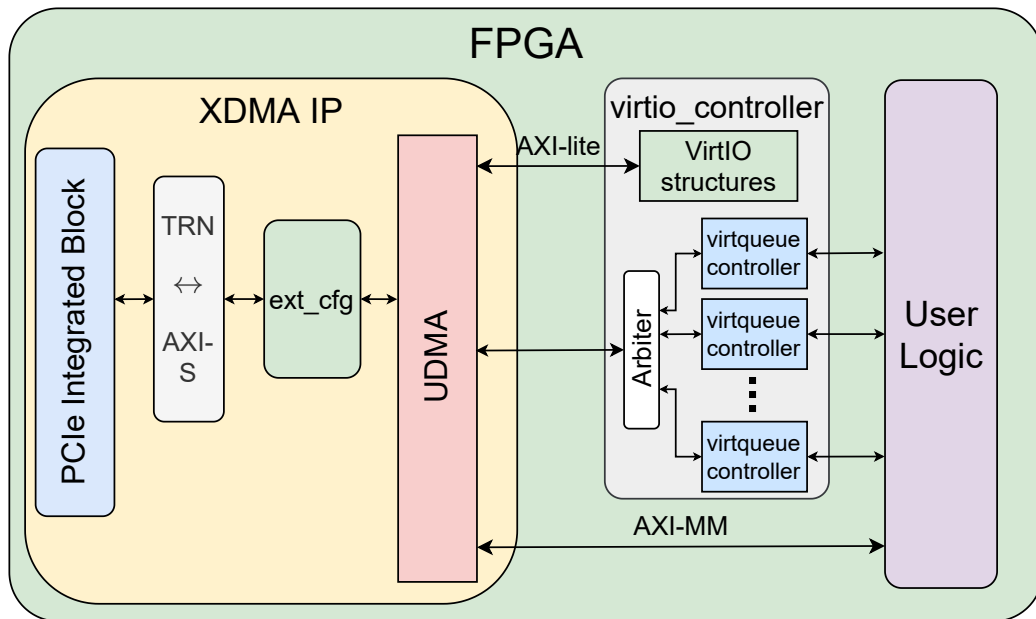 FPGA
XDMA IP
PCIe Integrated Block
TRN
↔
AXI-
S
ext_cfg
UDMA
AXI-lite
virtio_controller
VirtIO
structures
Arbiter
virtqueue
controller
virtqueue
controller
virtqueue
controller
AXI-MM
User
Logic